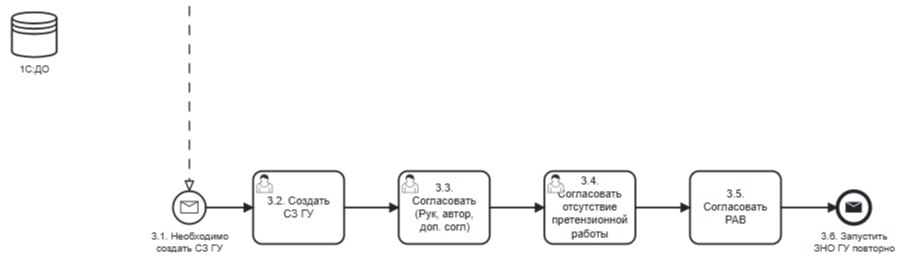 1С:ДО
3.1. Необходимо
создать СЗ ГУ
3.2. Создать
СЗ ГУ
3.3.
Согласовать
(Рук, автор,
доп. согл)
3.4.
Согласовать
отсутствие
претензионной
работы
3.5.
Согласовать
РАВ
3.6. Запустить
ЗНО ГУ повторно